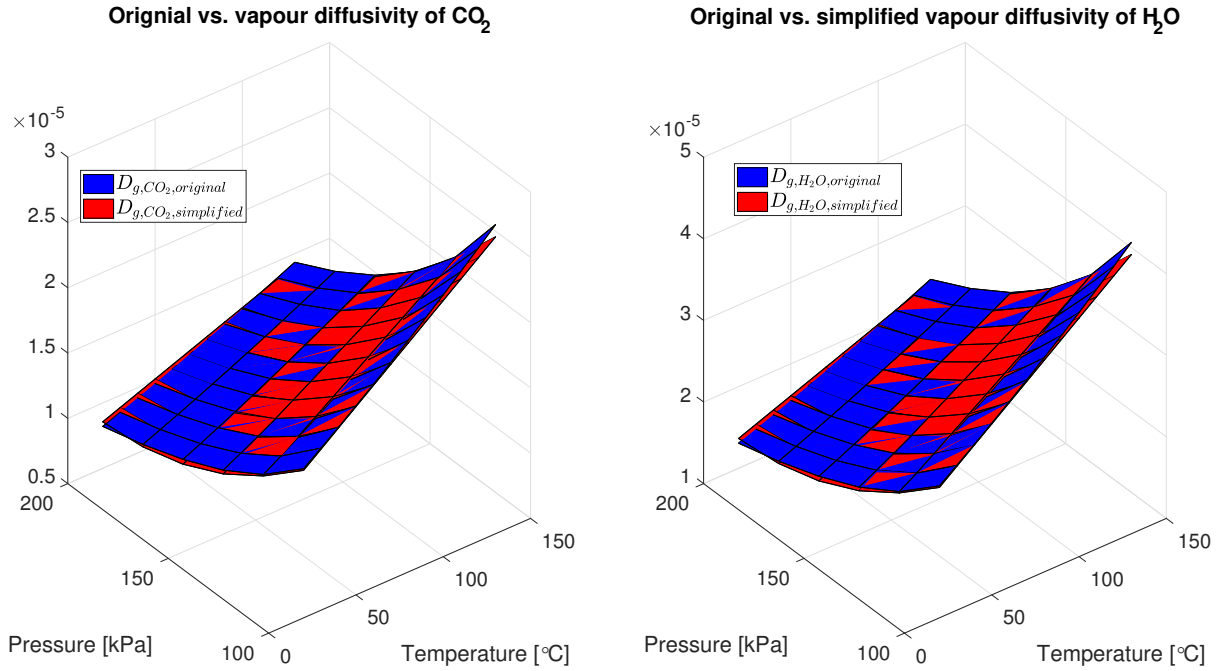 Orignial vs. vapour diffusivity of CO2
×10-5
3
2.5
2
1.5
1
0.5
Dg,CO2,original
Dg,CO2,simplified
200
150
100
Pressure [kPa]
0
50
100
150
Temperature [°C]
Original vs. simplified vapour diffusivity of H2O
×10-5
5
4
3
2
1
Dg,H2O,original
Dg,H2O,simplified
200
150
100
Pressure [kPa]
0
50
100
150
Temperature [°C]